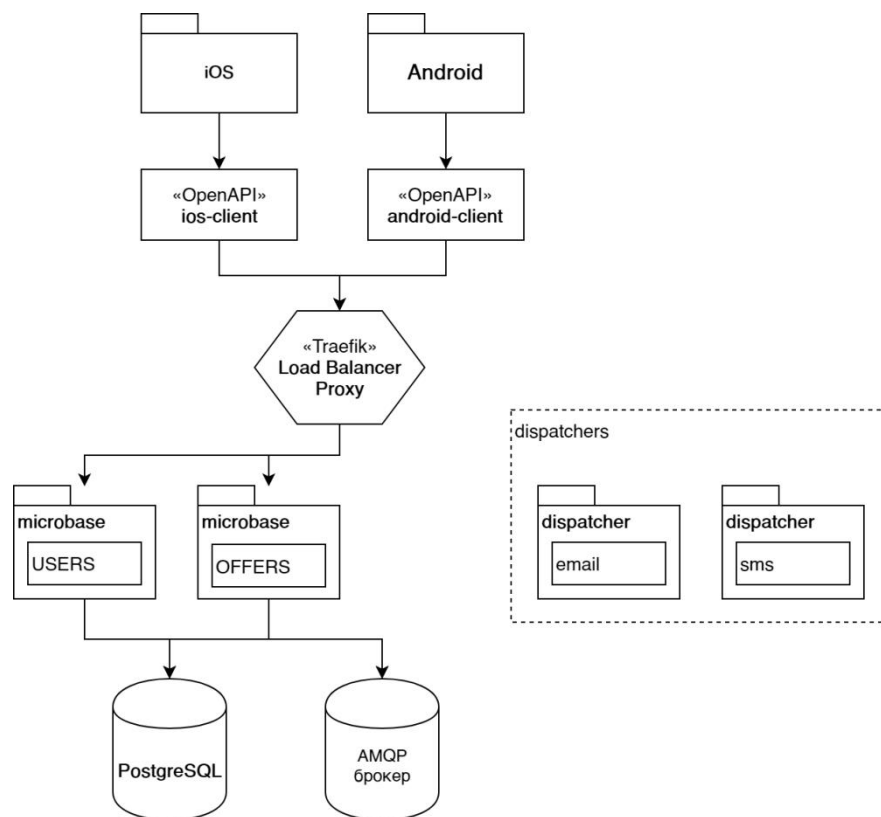 iOS
Android
«OpenAPI»
ios-client
«OpenAPI»
android-client
«Traefik»
Load Balancer
Proxy
dispatchers
microbase
USERS
microbase
OFFERS
dispatcher
email
dispatcher
sms
PostgreSQL
AMQP
брокер